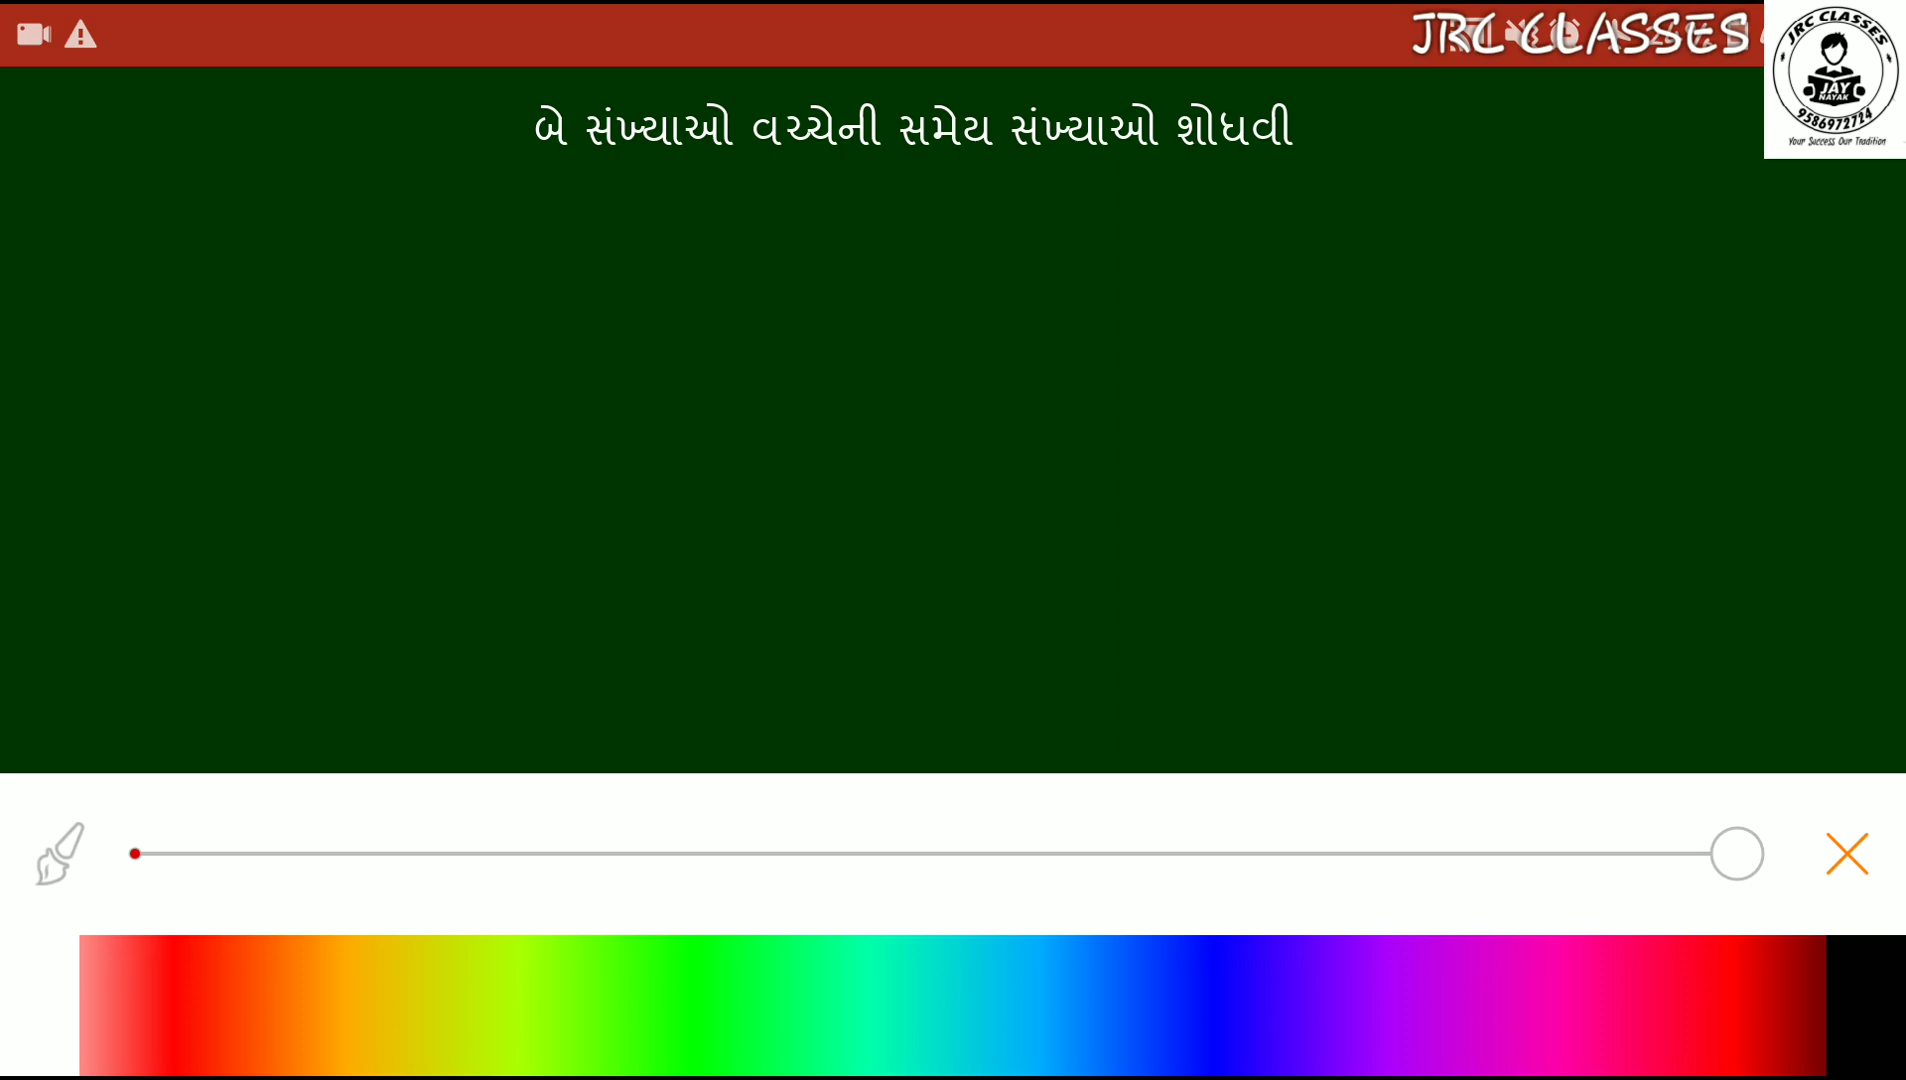 JRC CLASSES
JRC CLASSES
JAY
NAYAK
9586972724
Your Success Our Tradition
બે સંખ્યાઓ વચ્ચેની સમેય સંખ્યાઓ શોધવી